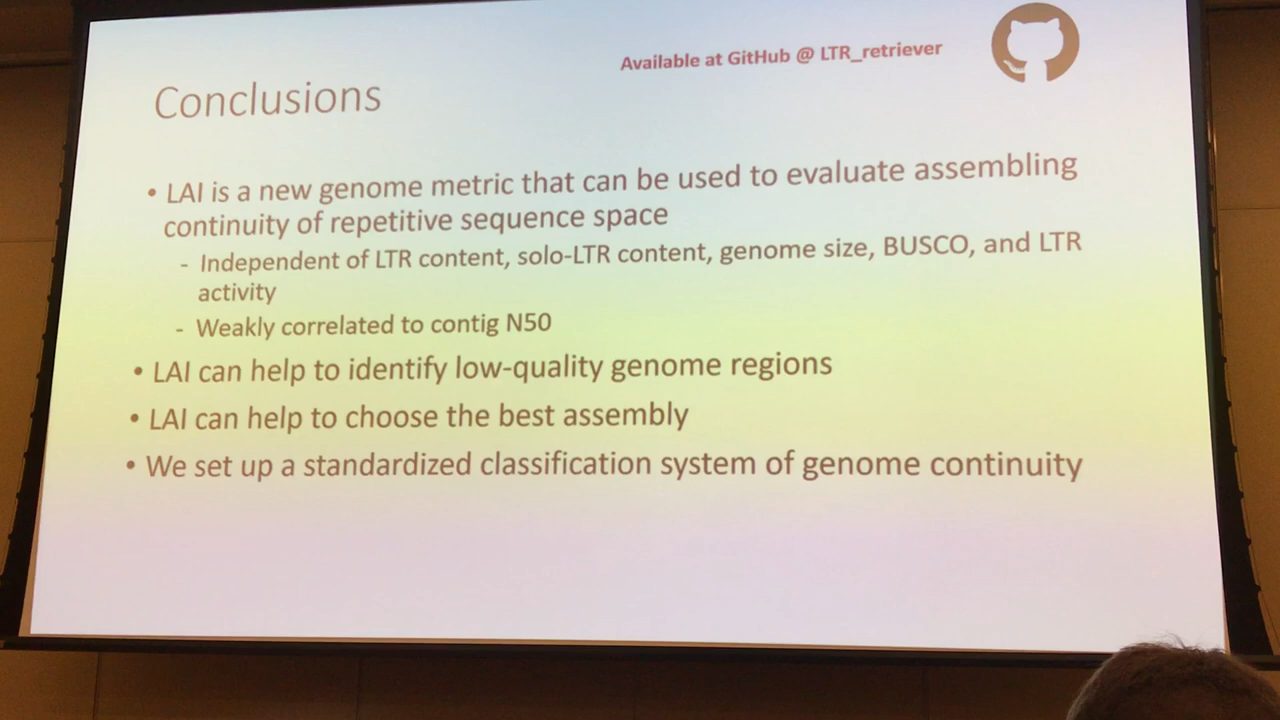 Available at GitHub @ LTR_retriever
Conclusions
• LAI is a new genome metric that can be used to evaluate assembling
continuity of repetitive sequence space
- Independent of LTR content, solo-LTR content, genome size, BUSCO, and LTR
activity
- Weakly correlated to contig N50
• LAI can help to identify low-quality genome regions
• LAI can help to choose the best assembly
• We set up a standardized classification system of genome continuity